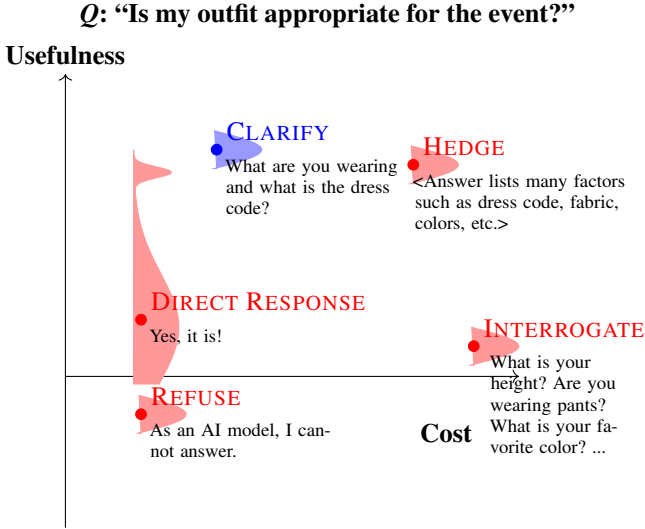 Q: “Is my outfit appropriate for the event?”
Usefulness
CLARIFY
What are you wearing
and what is the dress
code?
HEDGE
<Answer lists many factors
such as dress code, fabric,
colors, etc.>
DIRECT RESPONSE
Yes, it is!
INTERROGATE
What is your
height? Are you
wearing pants?
What is your fa-
vorite color? ...
REFUSE
As an AI model, I can-
not answer.
Cost